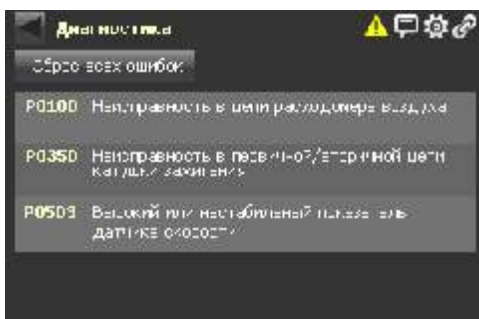 Диагностика
Сброс всех ошибок
P0100 Неисправность в цепи расходомера воздуха
P0350 Неисправность в первичной/вторичной цепи
катушки зажигания
Высокий или нестабильный показатель
датчика скорости